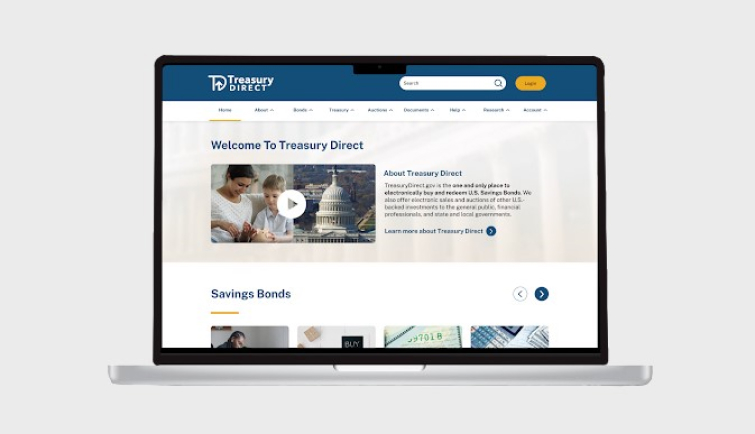 Treasury
DIRECT
Search
Login
Home
About
Bonds
Treasury
Auctions
Documents
Help
Research
Account
Welcome To Treasury Direct
About Treasury Direct
TreasuryDirect.gov is the one and only place to
electronically buy and redeem U.S. Savings Bonds. We
also offer electronic sales and auctions of other U.S.-
backed investments to the general public, financial
professionals, and state and local governments.
Learn more about Treasury Direct
Savings Bonds
BUY